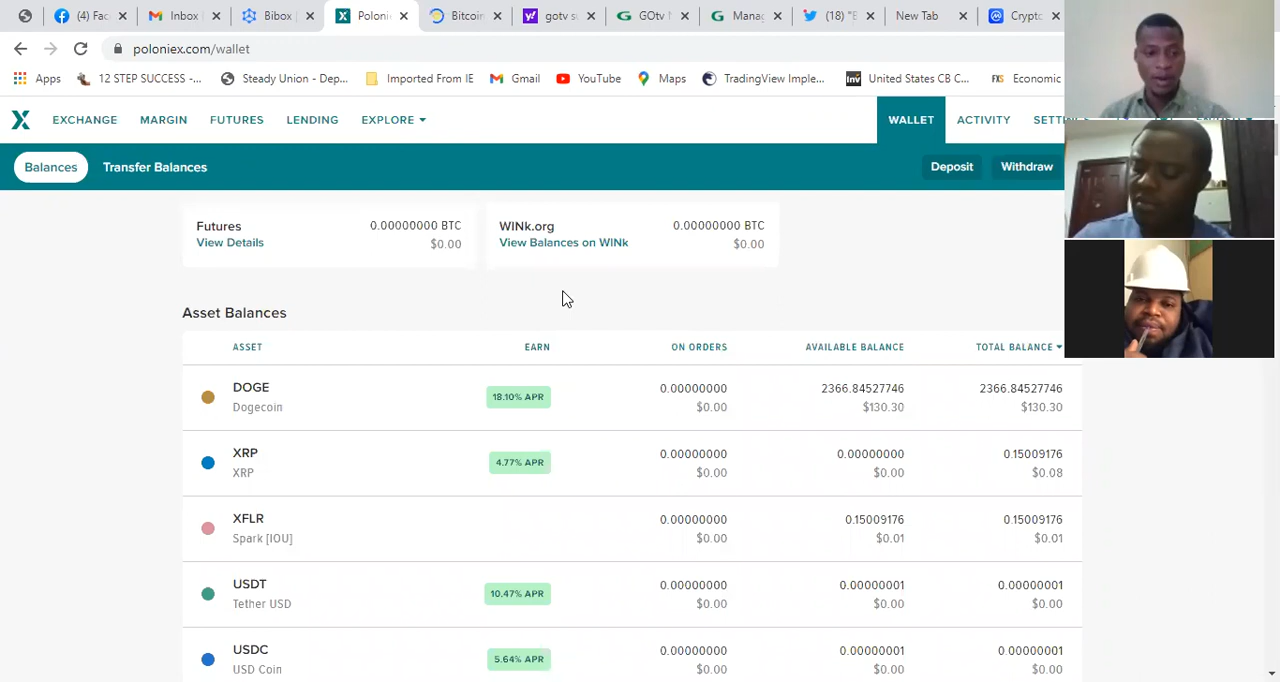 (4) Fac
Inbox
Bibox
Poloni
Bitcoin
gotv su
GOtv N
Manag
(18) "B
New Tab
Crypto
poloniex.com/wallet
Apps
12 STEP SUCCESS -...
Steady Union - Dep...
Imported From IE
Gmail
YouTube
Maps
TradingView Imple...
Inv
United States CB C...
FXS
Economic
EXCHANGE
MARGIN
FUTURES
LENDING
EXPLORE
WALLET
ACTIVITY
Balances
Transfer Balances
Deposit
Withdraw
Futures
0.00000000 BTC
View Details
$0.00
WINk.org
0.00000000 BTC
View Balances on WINk
$0.00
Asset Balances
ASSET EARN ON ORDERS AVAILABLE BALANCE TOTAL BALANCE
DOGE 18.10% APR 0.00000000 2366.84527746 2366.84527746
Dogecoin $0.00 $130.30 $130.30
XRP 4.77% APR 0.00000000 0.00000000 0.15009176
XRP $0.00 $0.00 $0.08
XFLR 0.00000000 0.15009176 0.15009176
Spark [IOU] $0.00 $0.01 $0.01
USDT 10.47% APR 0.00000000 0.00000001 0.00000001
Tether USD $0.00 $0.00 $0.00
USDC 5.64% APR 0.00000000 0.00000001 0.00000001
USD Coin $0.00 $0.00 $0.00